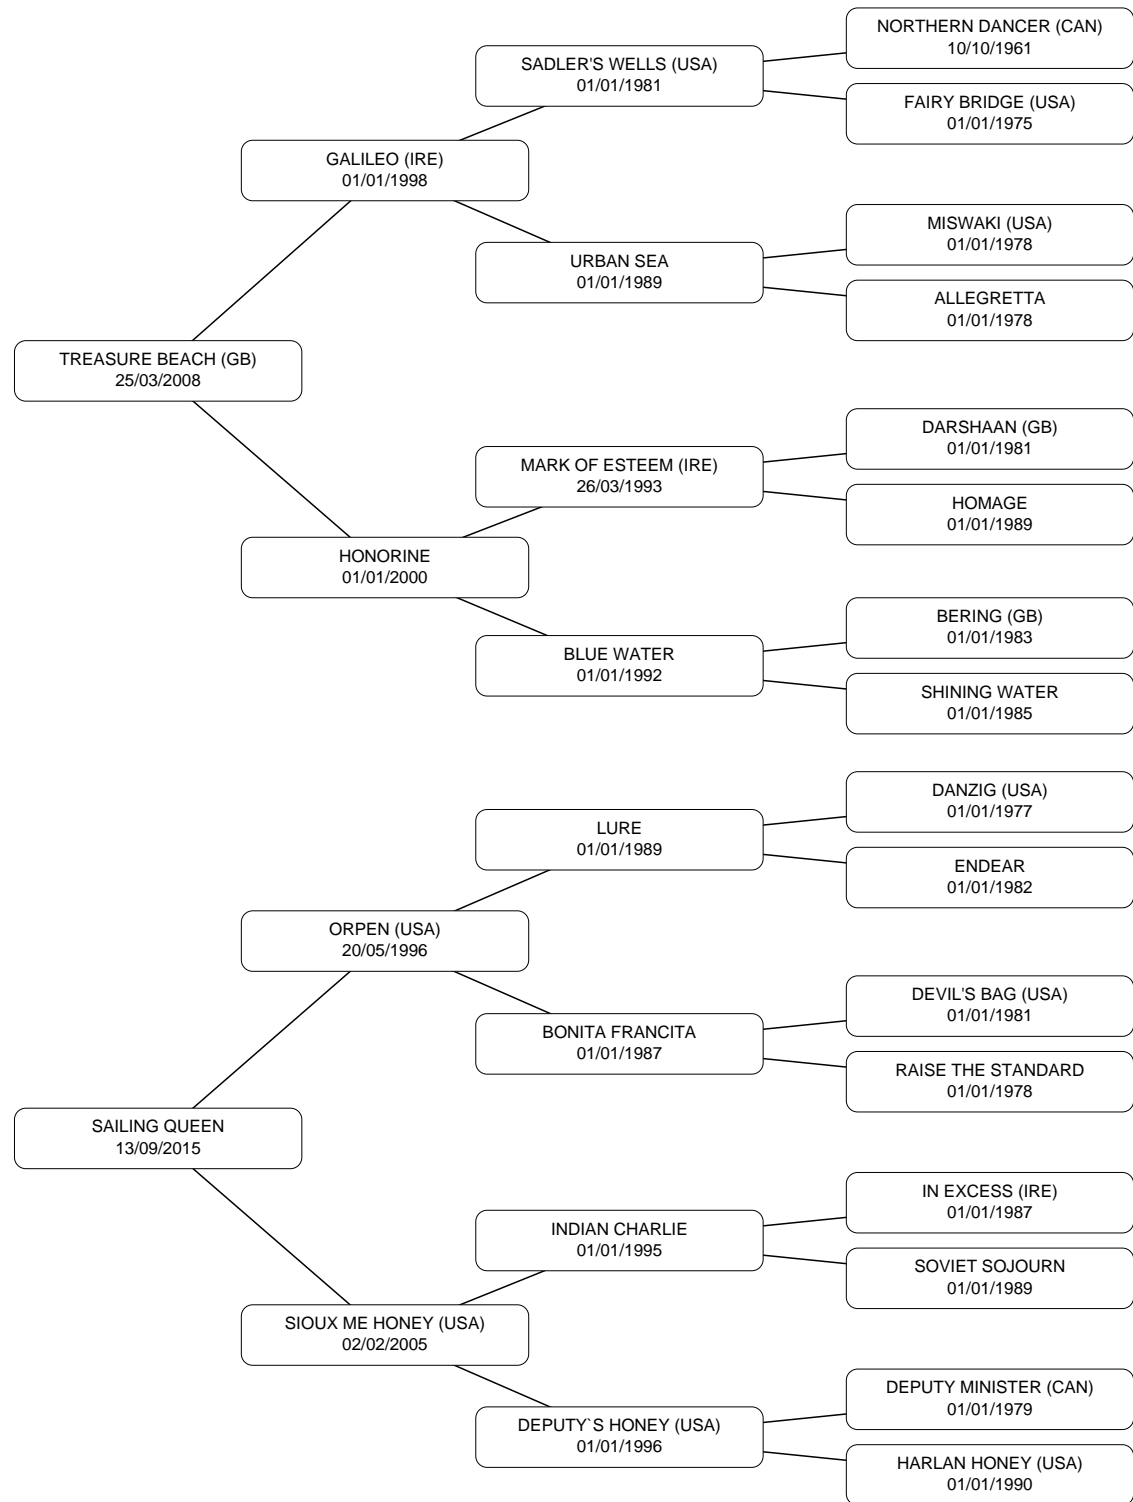 NORTHERN DANCER (CAN)
10/10/1961
SADLER'S WELLS (USA)
01/01/1981
FAIRY BRIDGE (USA)
01/01/1975
GALILEO (IRE)
01/01/1998
MISWAKI (USA)
01/01/1978
URBAN SEA
01/01/1989
ALLEGRETTA
01/01/1978
TREASURE BEACH (GB)
25/03/2008
DARSHAAN (GB)
01/01/1981
MARK OF ESTEEM (IRE)
26/03/1993
HOMAGE
01/01/1989
HONORINE
01/01/2000
BERING (GB)
01/01/1983
BLUE WATER
01/01/1992
SHINING WATER
01/01/1985
DANZIG (USA)
01/01/1977
LURE
01/01/1989
ENDEAR
01/01/1982
ORPEN (USA)
20/05/1996
DEVIL'S BAG (USA)
01/01/1981
BONITA FRANCITA
01/01/1987
RAISE THE STANDARD
01/01/1978
SAILING QUEEN
13/09/2015
IN EXCESS (IRE)
01/01/1987
INDIAN CHARLIE
01/01/1995
SOVIET SOJOURN
01/01/1989
SIOUX ME HONEY (USA)
02/02/2005
DEPUTY MINISTER (CAN)
01/01/1979
DEPUTY`S HONEY (USA)
01/01/1996
HARLAN HONEY (USA)
01/01/1990